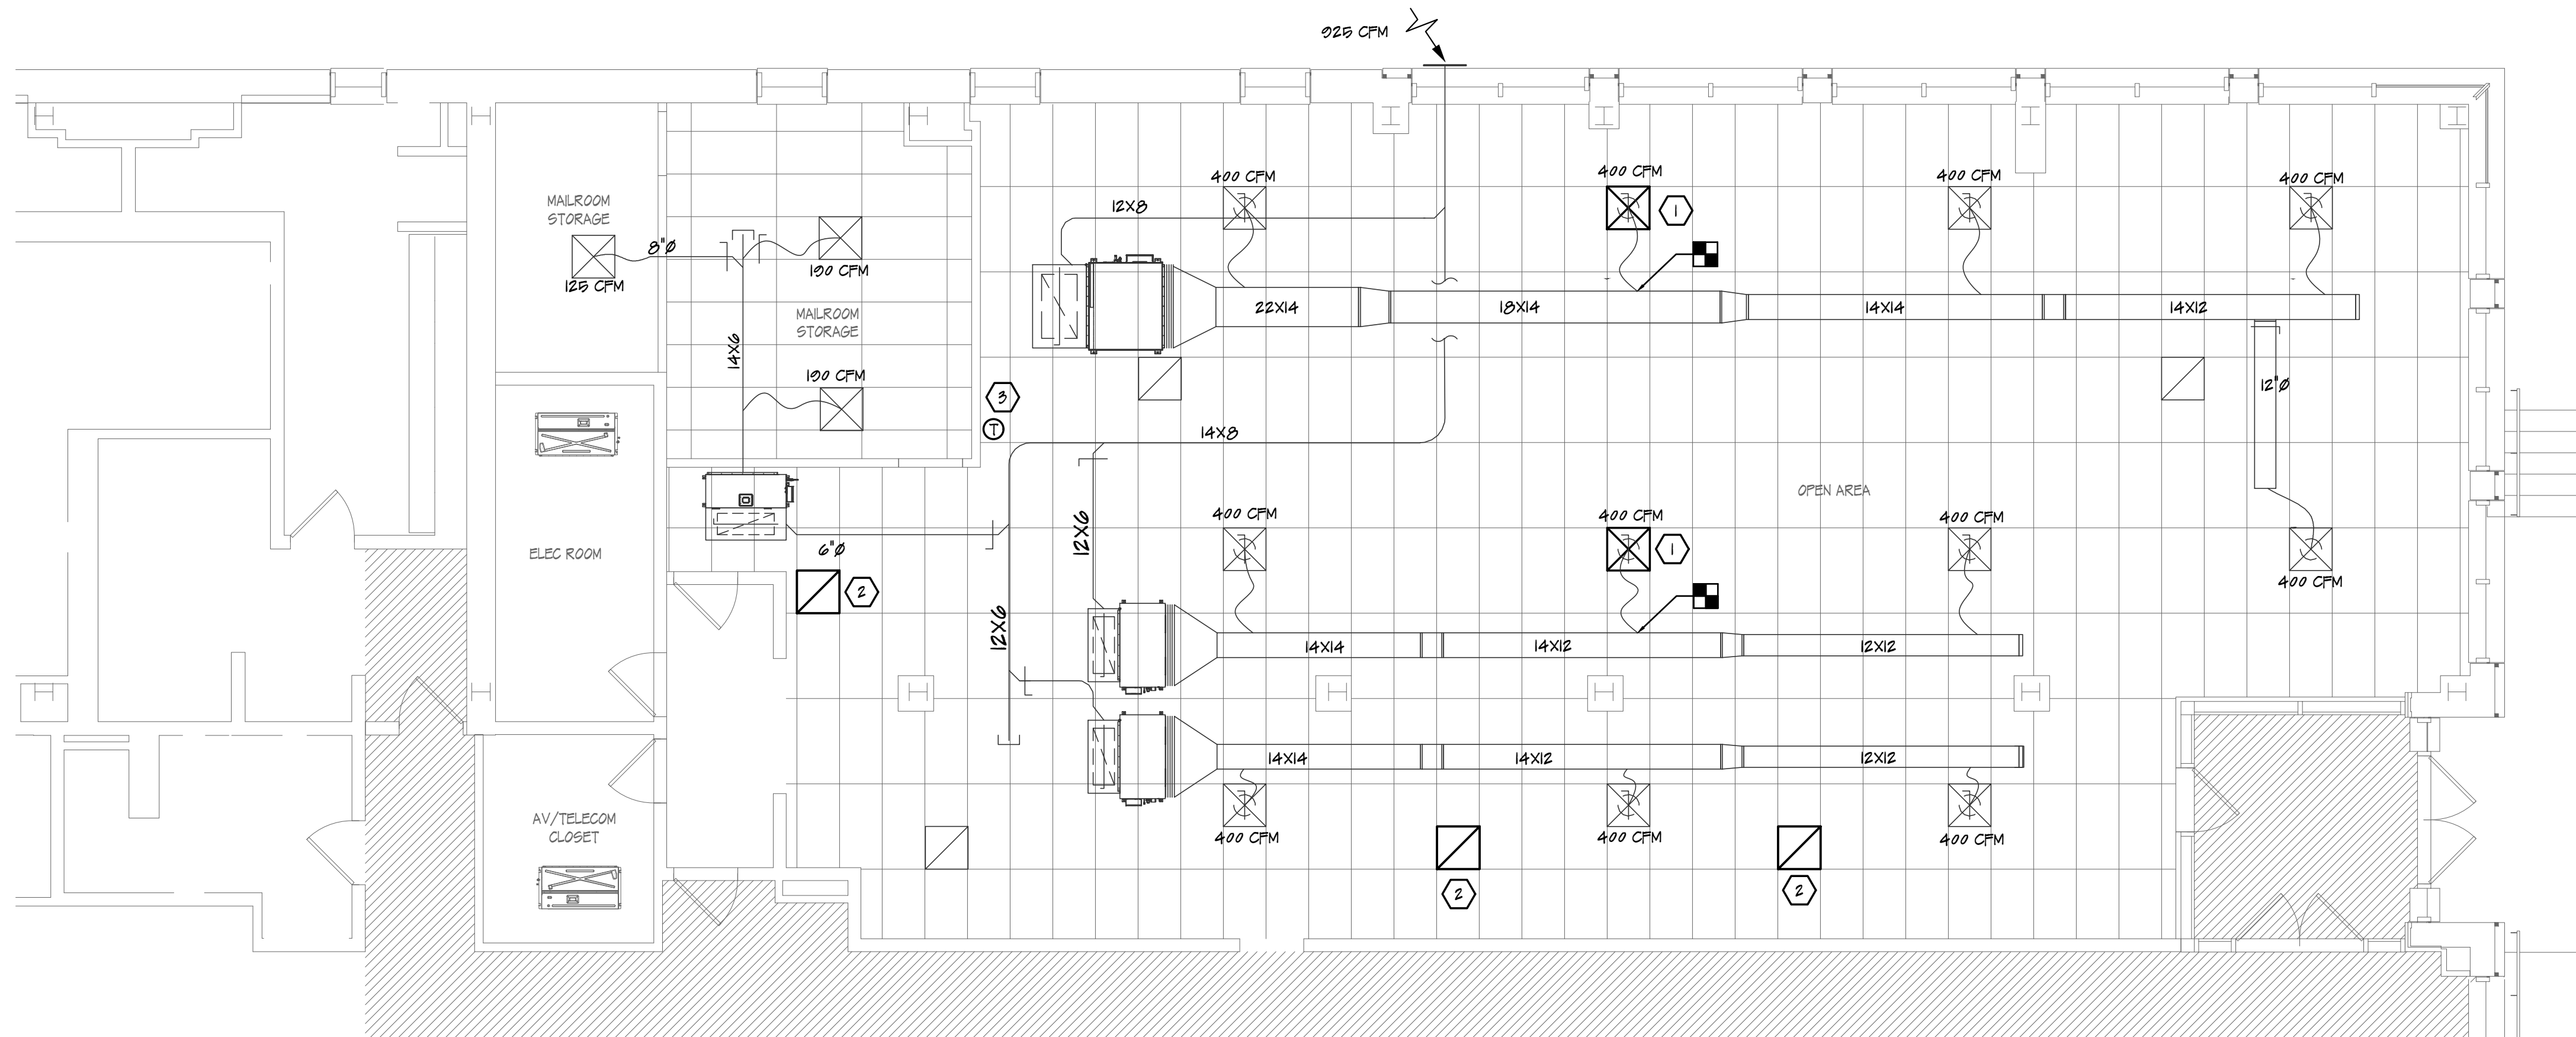 925 CFM
400 CFM
400 CFM
400 CFM
400 CFM
MAILROOM
STORAGE
12X8
1
8"Ø
190 CFM
125 CFM
MAILROOM
STORAGE
22X14
18X14
14X14
14X12
14X6
190 CFM
3
T
12"Ø
14X8
OPEN AREA
400 CFM
400 CFM
400 CFM
12X6
6"Ø
1
ELEC ROOM
400 CFM
2
12X6
14X14
14X12
12X12
14X14
14X12
12X12
AV/TELECOM
CLOSET
400 CFM
400 CFM
400 CFM
2
2